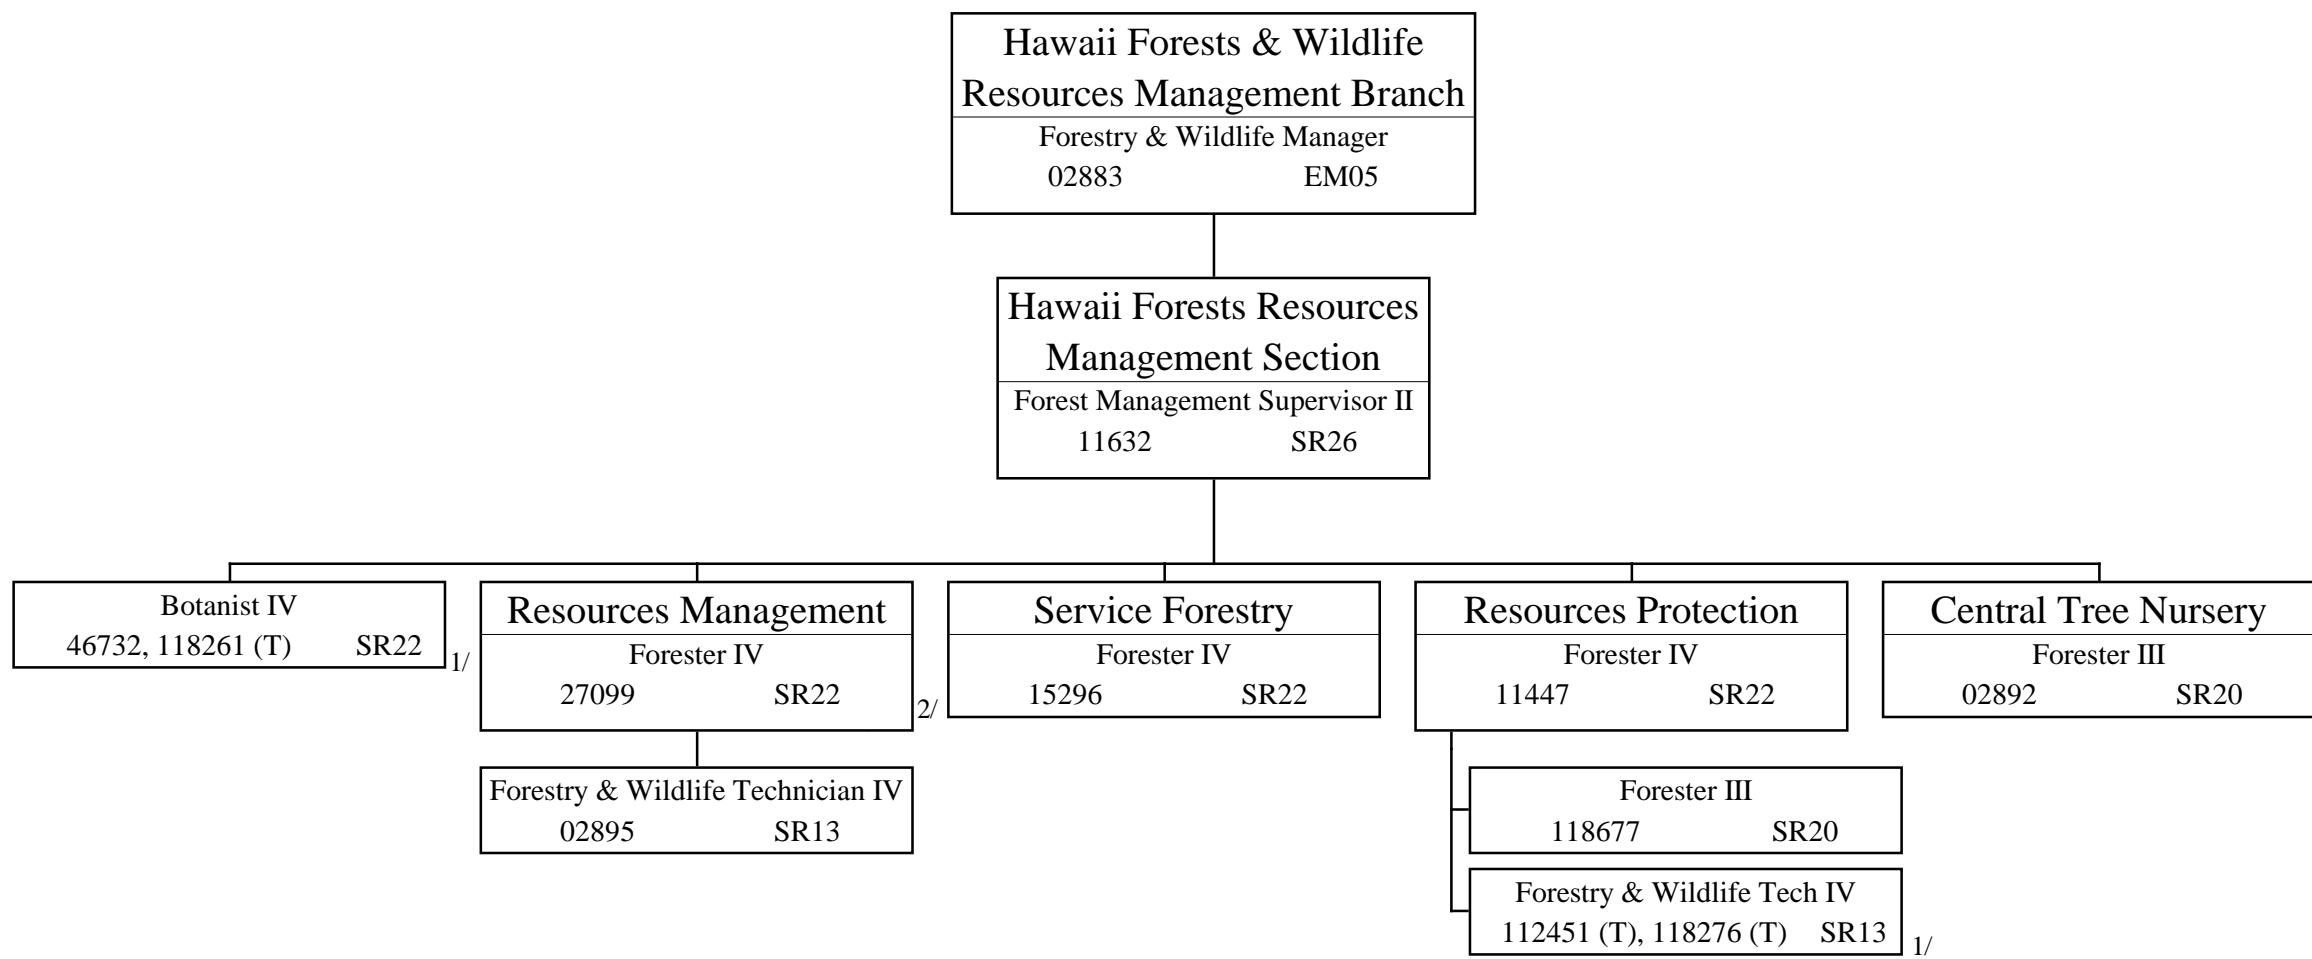 Hawaii Forests & Wildlife
Resources Management Branch
Forestry & Wildlife Manager
02883 EM05
Hawaii Forests Resources
Management Section
Forest Management Supervisor II
11632 SR26
Botanist IV
46732, 118261 (T) SR22
1/
Resources Management
Forester IV
27099 SR22
2/
Forestry & Wildlife Technician IV
02895 SR13
Service Forestry
Forester IV
15296 SR22
Resources Protection
Forester IV
11447 SR22
Forester III
118677 SR20
Forestry & Wildlife Tech IV
112451 (T), 118276 (T) SR13
1/
Central Tree Nursery
Forester III
02892 SR20